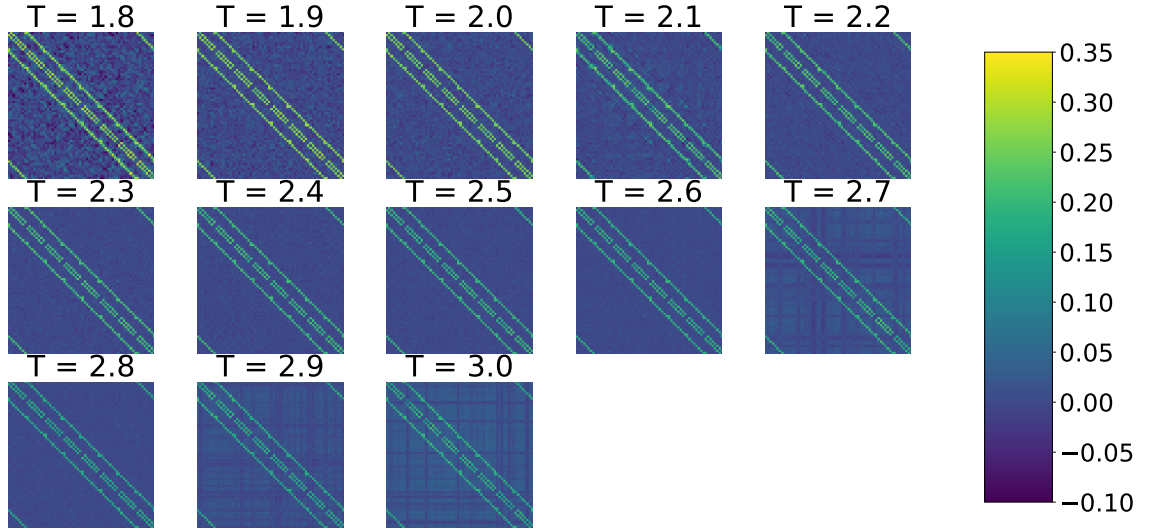 T = 1.8
T = 1.9
T = 2.0
T = 2.1
T = 2.2
T = 2.3
T = 2.4
T = 2.5
T = 2.6
T = 2.7
T = 2.8
T = 2.9
T = 3.0
0.35
0.30
0.25
0.20
0.15
0.10
0.05
0.00
−0.05
−0.10